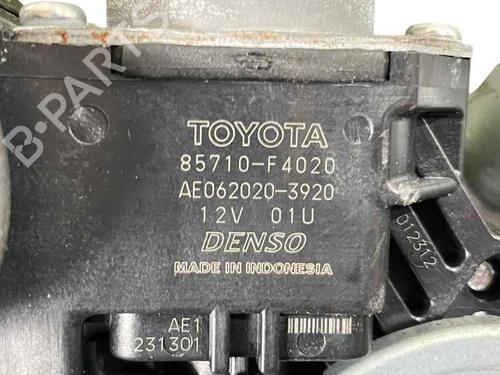 B-PARTS
TOYOTA
85710-F4020
AE062020-3920
12V 01U
DENSO
MADE IN INDONESIA
012312
AE1
231301